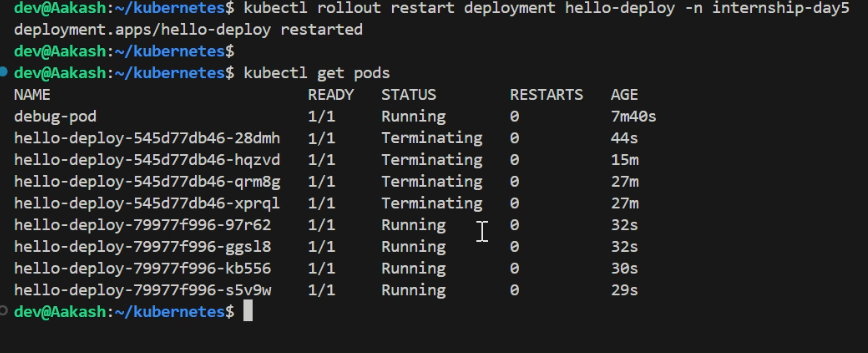 dev@Aakash:~/kubernetes$ kubectl rollout restart deployment hello-deploy -n internship-day5
deployment.apps/hello-deploy restarted
dev@Aakash:~/kubernetes$
dev@Aakash:~/kubernetes$ kubectl get pods
NAME READY STATUS RESTARTS AGE
debug-pod 1/1 Running 0 7m40s
hello-deploy-545d77db46-28dmh 1/1 Terminating 0 44s
hello-deploy-545d77db46-hqzvd 1/1 Terminating 0 15m
hello-deploy-545d77db46-qrm8g 1/1 Terminating 0 27m
hello-deploy-545d77db46-xprql 1/1 Terminating 0 27m
hello-deploy-79977f996-97r62 1/1 Running 0 32s
hello-deploy-79977f996-ggsl8 1/1 Running 0 32s
hello-deploy-79977f996-kb556 1/1 Running 0 30s
hello-deploy-79977f996-s5v9w 1/1 Running 0 29s
dev@Aakash:~/kubernetes$